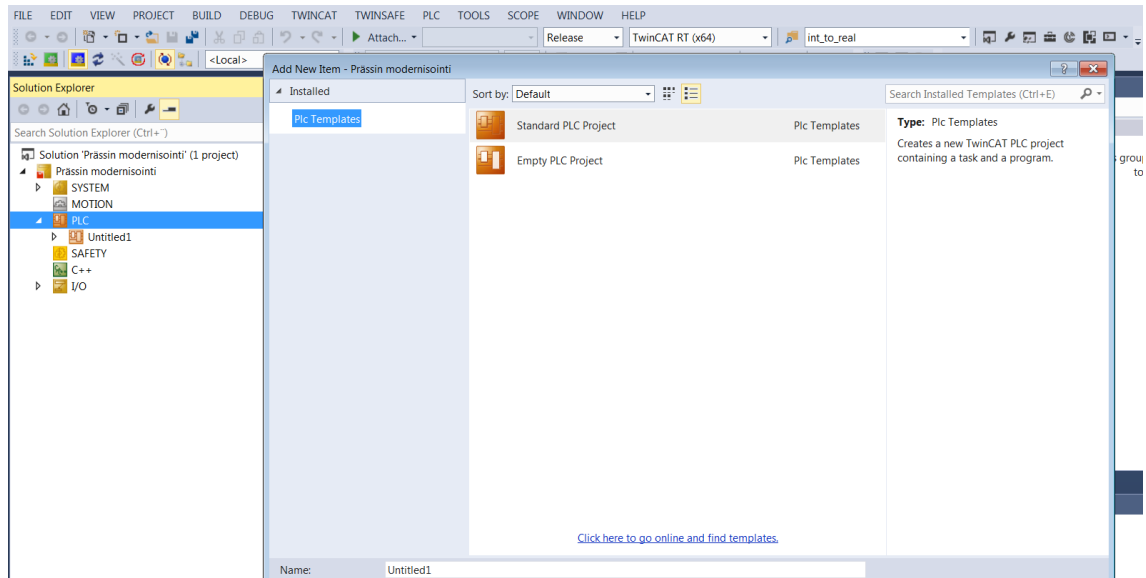 FILE EDIT VIEW PROJECT BUILD DEBUG TWINCAT TWINSAFE PLC TOOLS SCOPE WINDOW HELP
Attach... Release TwinCAT RT (x64) int_to_real
<Local>
Add New Item - Prässin modernisointi
Solution Explorer
Search Solution Explorer (Ctrl+¨)
Solution 'Prässin modernisointi' (1 project)
Prässin modernisointi
SYSTEM
MOTION
PLC
Untitled1
SAFETY
C++
I/O
Installed
Plc Templates
Sort by: Default
Standard PLC Project Plc Templates
Empty PLC Project Plc Templates
Click here to go online and find templates.
Search Installed Templates (Ctrl+E)
Type: Plc Templates
Creates a new TwinCAT PLC project
containing a task and a program.
Name: Untitled1